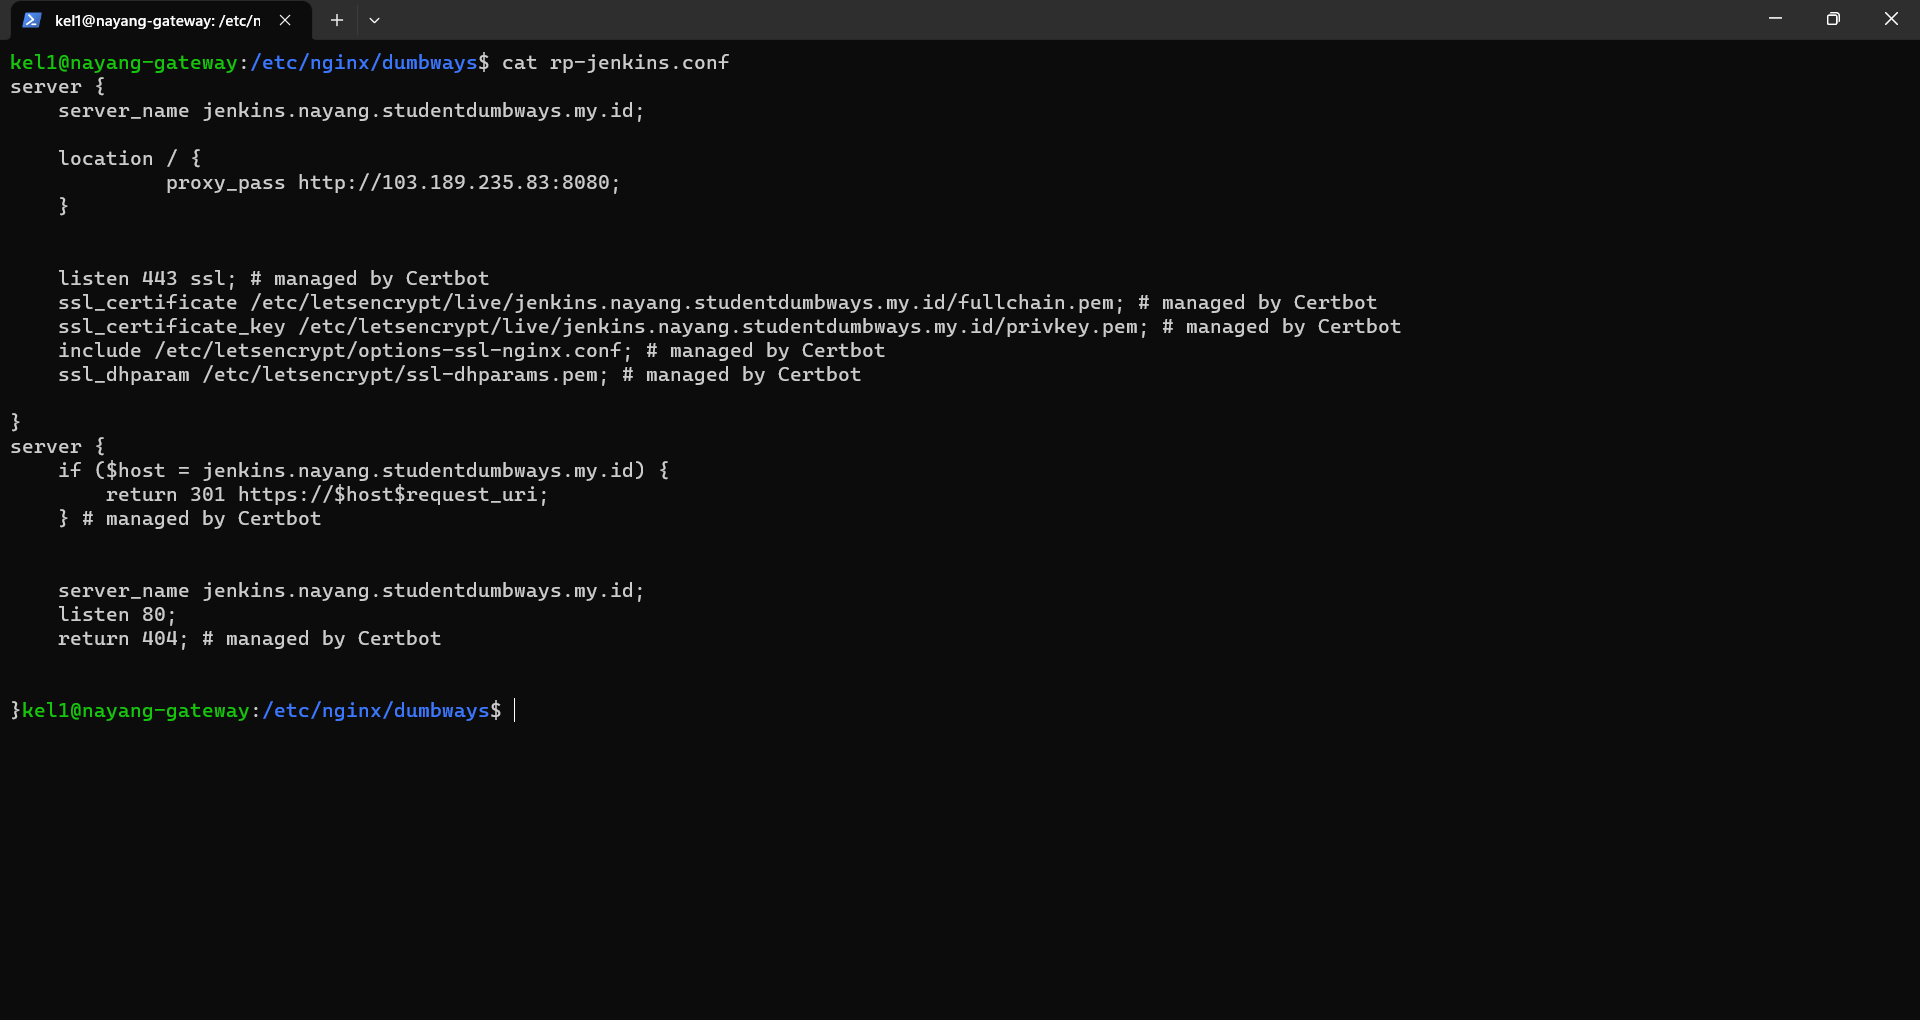 kel1@nayang-gateway: /etc/n
kel1@nayang-gateway:/etc/nginx/dumbways$ cat rp-jenkins.conf
server {
    server_name jenkins.nayang.studentdumbways.my.id;
    location / {
             proxy_pass http://103.189.235.83:8080;
    }
    listen 443 ssl; # managed by Certbot
    ssl_certificate /etc/letsencrypt/live/jenkins.nayang.studentdumbways.my.id/fullchain.pem; # managed by Certbot
    ssl_certificate_key /etc/letsencrypt/live/jenkins.nayang.studentdumbways.my.id/privkey.pem; # managed by Certbot
    include /etc/letsencrypt/options-ssl-nginx.conf; # managed by Certbot
    ssl_dhparam /etc/letsencrypt/ssl-dhparams.pem; # managed by Certbot
}
server {
    if ($host = jenkins.nayang.studentdumbways.my.id) {
        return 301 https://$host$request_uri;
    } # managed by Certbot
    server_name jenkins.nayang.studentdumbways.my.id;
    listen 80;
    return 404; # managed by Certbot
}kel1@nayang-gateway:/etc/nginx/dumbways$